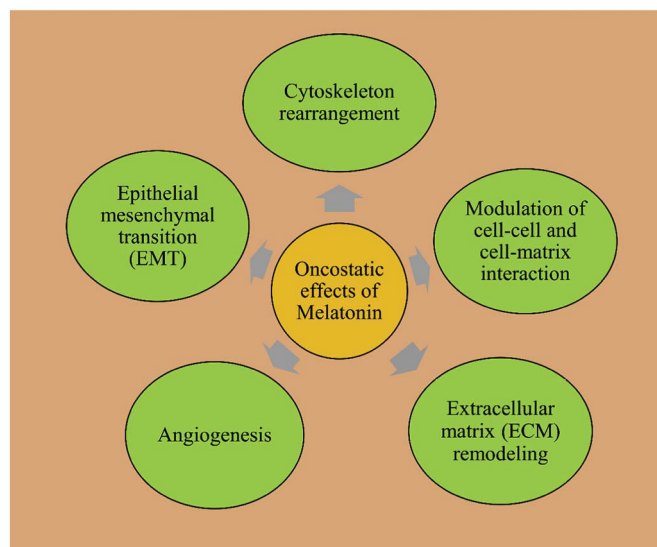 Cytoskeleton
rearrangement
Epithelial
mesenchymal
transition
(EMT)
Modulation of
cell-cell and
cell-matrix
interaction
Oncostatic
effects of
Melatonin
Angiogenesis
Extracellular
matrix (ECM)
remodeling